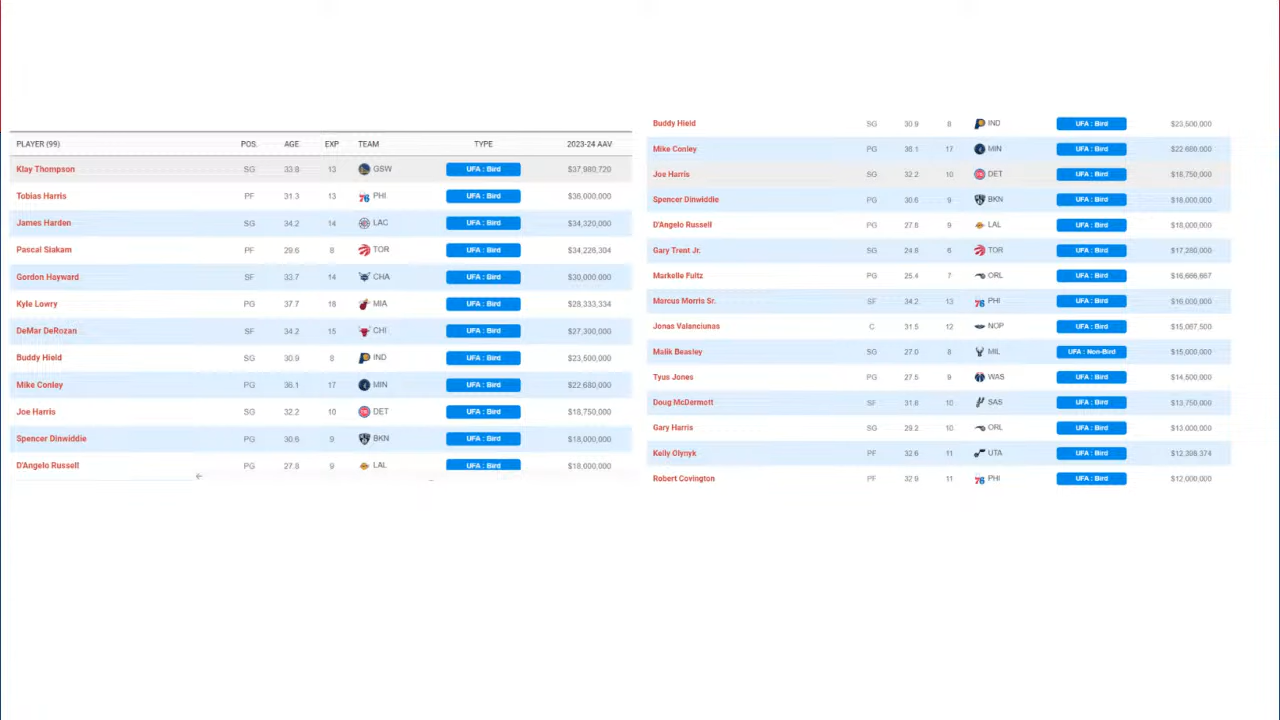 PLAYER (99) POS. AGE EXP TEAM TYPE 2023-24 AAV
Klay Thompson SG 33.8 13 GSW UFA : Bird $37,980,720
Tobias Harris PF 31.3 13 PHI UFA : Bird $38,000,000
James Harden SG 34.2 14 LAC UFA : Bird $34,320,000
Pascal Siakam PF 29.6 8 TOR UFA : Bird $34,226,304
Gordon Hayward SF 33.7 14 CHA UFA : Bird $30,000,000
Kyle Lowry PG 37.7 18 MIA UFA : Bird $28,333,334
DeMar DeRozan SF 34.2 15 CHI UFA : Bird $27,300,000
Buddy Hield SG 30.9 8 IND UFA : Bird $23,500,000
Mike Conley PG 36.1 17 MIN UFA : Bird $22,680,000
Joe Harris SG 32.2 10 DET UFA : Bird $18,750,000
Spencer Dinwiddie PG 30.6 9 BKN UFA : Bird $18,000,000
D'Angelo Russell PG 27.8 9 LAL UFA : Bird $18,000,000
Buddy Hield SG 30.9 8 IND UFA : Bird $23,500,000
Mike Conley PG 36.1 17 MIN UFA : Bird $22,680,000
Joe Harris SG 32.2 10 DET UFA : Bird $18,750,000
Spencer Dinwiddie PG 30.6 9 BKN UFA : Bird $18,000,000
D'Angelo Russell PG 27.8 9 LAL UFA : Bird $18,000,000
Gary Trent Jr. SG 24.8 6 TOR UFA : Bird $17,280,000
Markelle Fultz PG 25.4 7 ORL UFA : Bird $16,666,667
Marcus Morris Sr. SF 34.2 13 PHI UFA : Bird $16,000,000
Jonas Valanciunas C 31.5 12 NOP UFA : Bird $15,067,500
Malik Beasley SG 27.0 8 MIL UFA : Non-Bird $15,000,000
Tyus Jones PG 27.5 9 WAS UFA : Bird $14,500,000
Doug McDermott SF 31.8 10 SAS UFA : Bird $13,750,000
Gary Harris SG 29.2 10 ORL UFA : Bird $13,000,000
Kelly Olynyk PF 32.6 11 UTA UFA : Bird $12,308,374
Robert Covington PF 32.9 11 PHI UFA : Bird $12,000,000